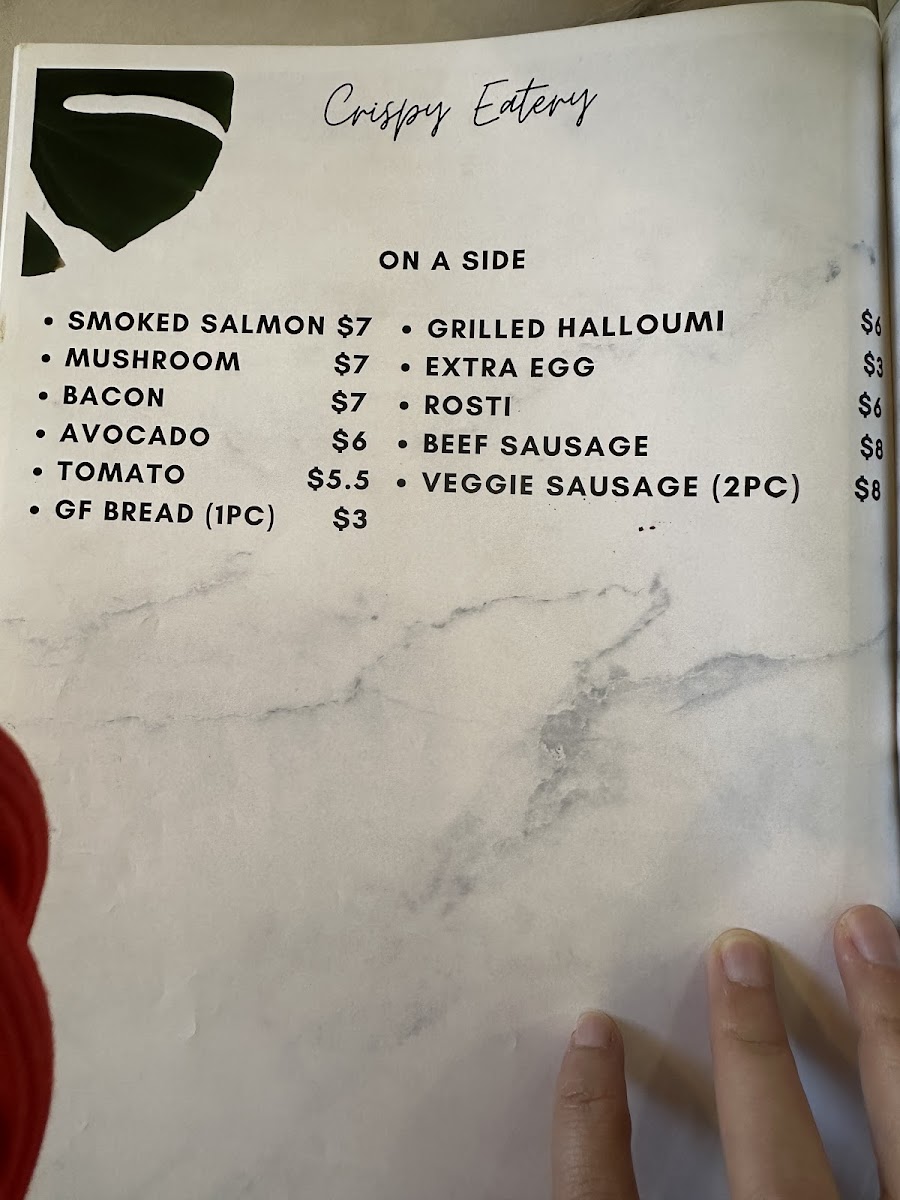 Crispy Eatery
ON A SIDE
• SMOKED SALMON $7
• MUSHROOM $7
• BACON $7
• AVOCADO $6
• TOMATO $5.5
• GF BREAD (1PC) $3
• GRILLED HALLOUMI $6
• EXTRA EGG $3
• ROSTI $6
• BEEF SAUSAGE $8
• VEGGIE SAUSAGE (2PC) $8